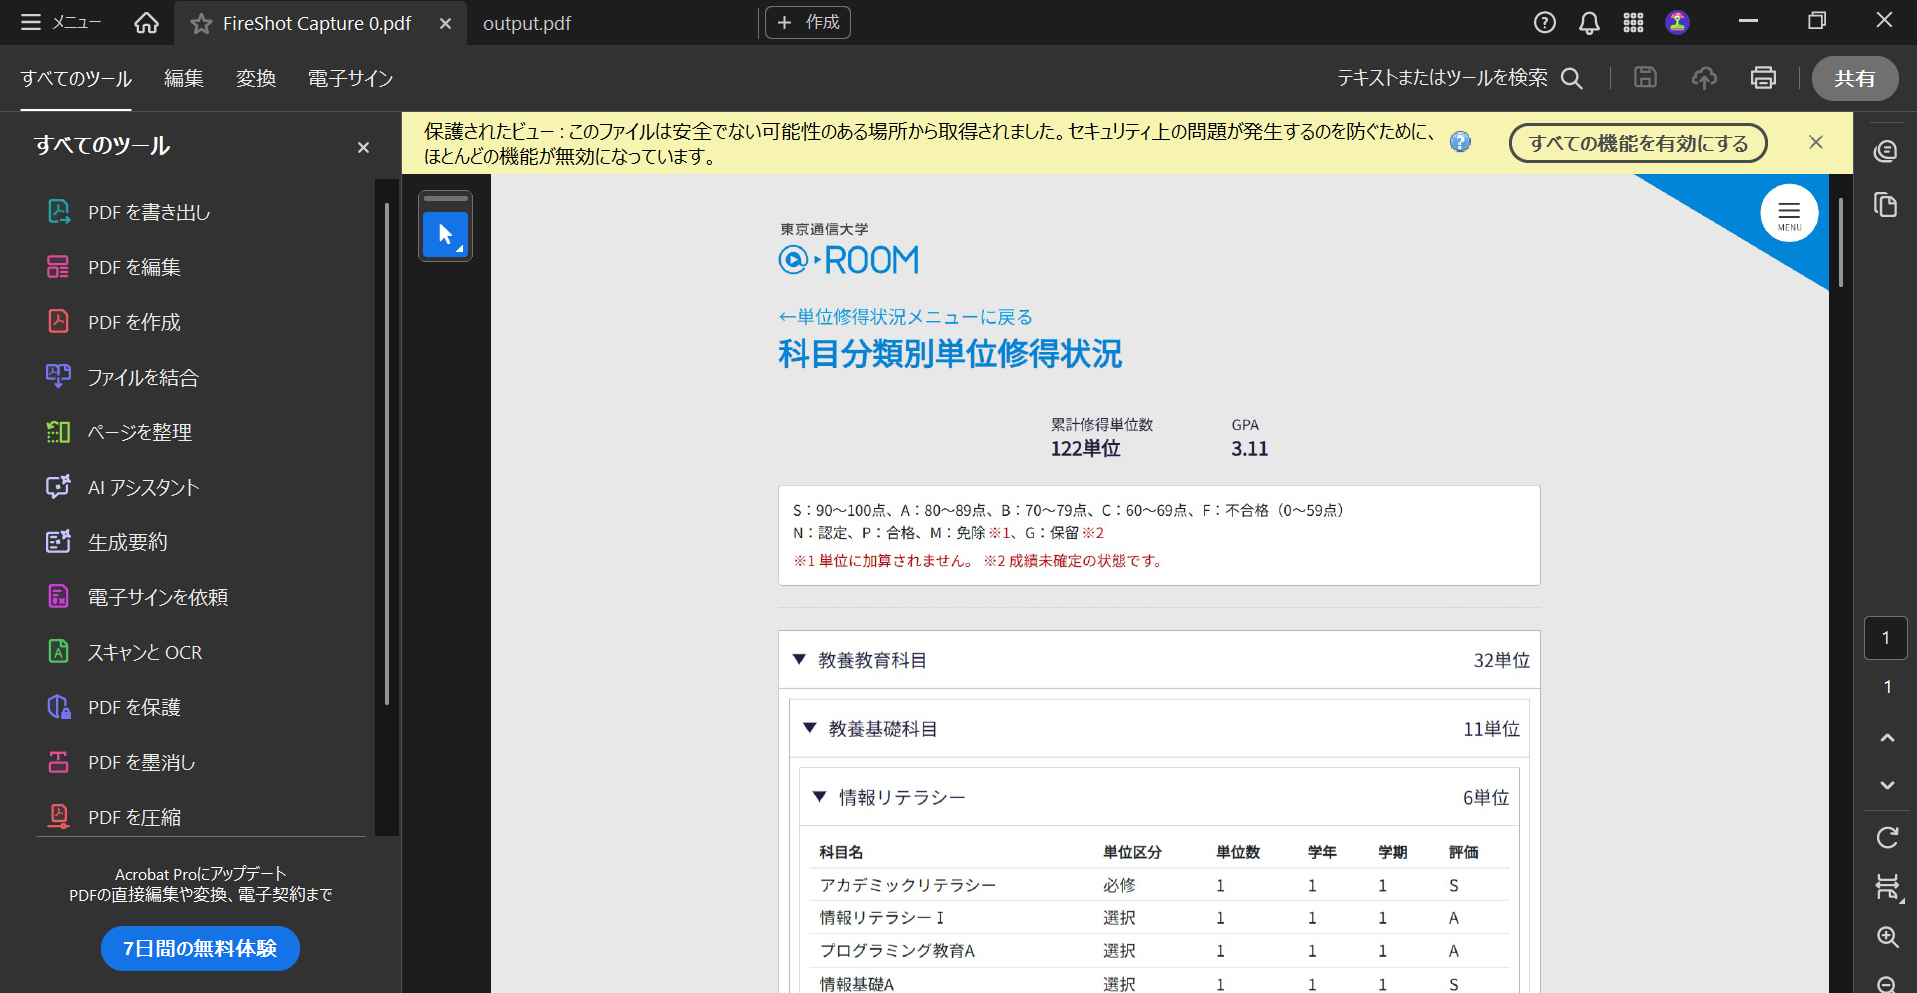 メニュー
FireShot Capture 0.pdf
output.pdf
作成
すべてのツール
編集
変換
電子サイン
テキストまたはツールを検索
共有
すべてのツール
PDF を書き出し
PDF を編集
PDF を作成
ファイルを結合
ページを整理
AI アシスタント
生成要約
電子サインを依頼
スキャンと OCR
PDF を保護
PDF を墨消し
PDF を圧縮
Acrobat Proにアップデート
PDFの直接編集や変換、電子契約まで
7日間の無料体験
保護されたビュー : このファイルは安全でない可能性のある場所から取得されました。セキュリティ上の問題が発生するのを防ぐために、
ほとんどの機能が無効になっています。
すべての機能を有効にする
MENU
東京通信大学
@・ROOM
←単位修得状況メニューに戻る
科目分類別単位修得状況
累計修得単位数 GPA
122単位 3.11
S：90〜100点、A：80〜89点、B：70〜79点、C：60〜69点、F：不合格（0〜59点）
N：認定、P：合格、M：免除※1、G：保留※2
※1 単位に加算されません。 ※2 成績未確定の状態です。
▼ 教養教育科目 32単位
▼ 教養基礎科目 11単位
▼ 情報リテラシー 6単位
科目名 単位区分 単位数 学年 学期 評価
アカデミックリテラシー 必修 1 1 1 S
情報リテラシーⅠ 選択 1 1 1 A
プログラミング教育A 選択 1 1 1 A
情報基礎A 選択 1 1 1 S
1
1